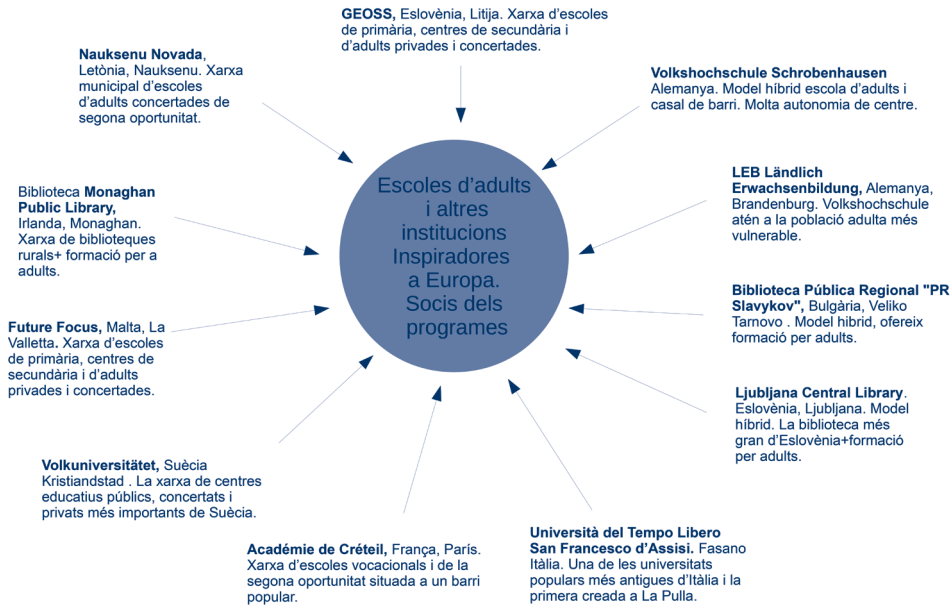 GEOSS, Eslovènia, Litija. Xarxa d'escoles
de primària, centres de secundària i
d'adults privades i concertades.
Nauksenu Novada,
Letònia, Nauksenu. Xarxa
municipal d'escoles
d'adults concertades de
segona oportunitat.
Volkshochschule Schrobenhausen
Alemanya. Model híbrid escola d'adults i
casal de barri. Molta autonomia de centre.
Biblioteca Monaghan
Public Library,
Irlanda, Monaghan.
Xarxa de biblioteques
rurals+ formació per a
adults.
Escoles d'adults
i altres
institucions
Inspiradores
a Europa.
Socis dels
programes
LEB Ländlich
Erwachsenbildung, Alemanya,
Brandenburg. Volkshochschule
atén a la població adulta més
vulnerable.
Biblioteca Pública Regional "PR
Slavykov", Bulgària, Veliko
Tarnovo . Model hibrid, ofereix
formació per adults.
Future Focus, Malta, La
Valletta. Xarxa d'escoles
de primària, centres de
secundària i d'adults
privades i concertades.
Ljubljana Central Library.
Eslovènia, Ljubljana. Model
híbrid. La biblioteca més
gran d'Eslovènia+formació
per adults.
Volkuniversitätet, Suècia
Kristiandstad . La xarxa de centres
educatius públics, concertats i
privats més importants de Suècia.
Académie de Créteil, França, París.
Xarxa d'escoles vocacionals i de la
segona oportunitat situada a un barri
popular.
Università del Tempo Libero
San Francesco d'Assisi. Fasano
Itàlia. Una de les universitats
populars més antigues d'Itàlia i la
primera creada a La Pulla.